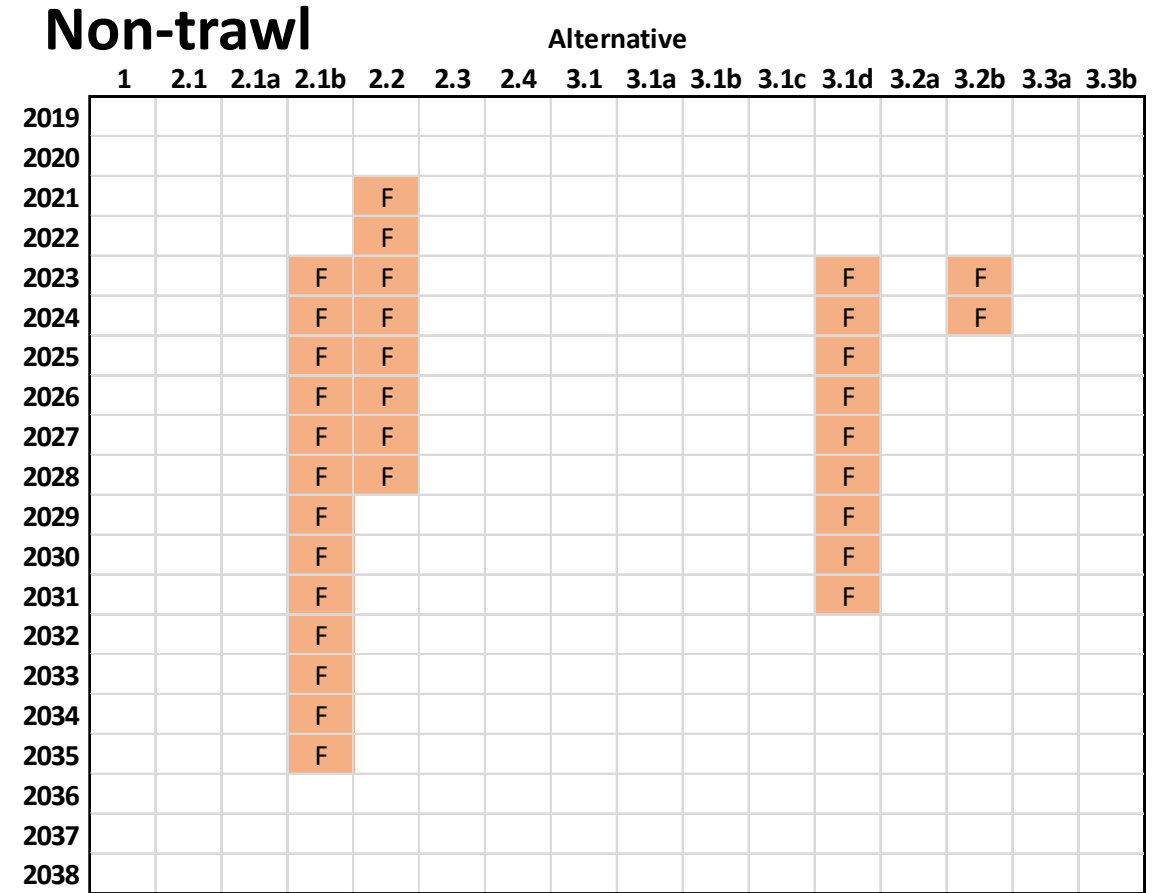 Non-trawl
Alternative
1 2.1 2.1a 2.1b 2.2 2.3 2.4 3.1 3.1a 3.1b 3.1c 3.1d 3.2a 3.2b 3.3a 3.3b
2019
2020
2021 F
2022 F
2023 F F F F
2024 F F F F
2025 F F F
2026 F F F
2027 F F F
2028 F F F
2029 F F
2030 F F
2031 F F
2032 F
2033 F
2034 F
2035 F
2036
2037
2038